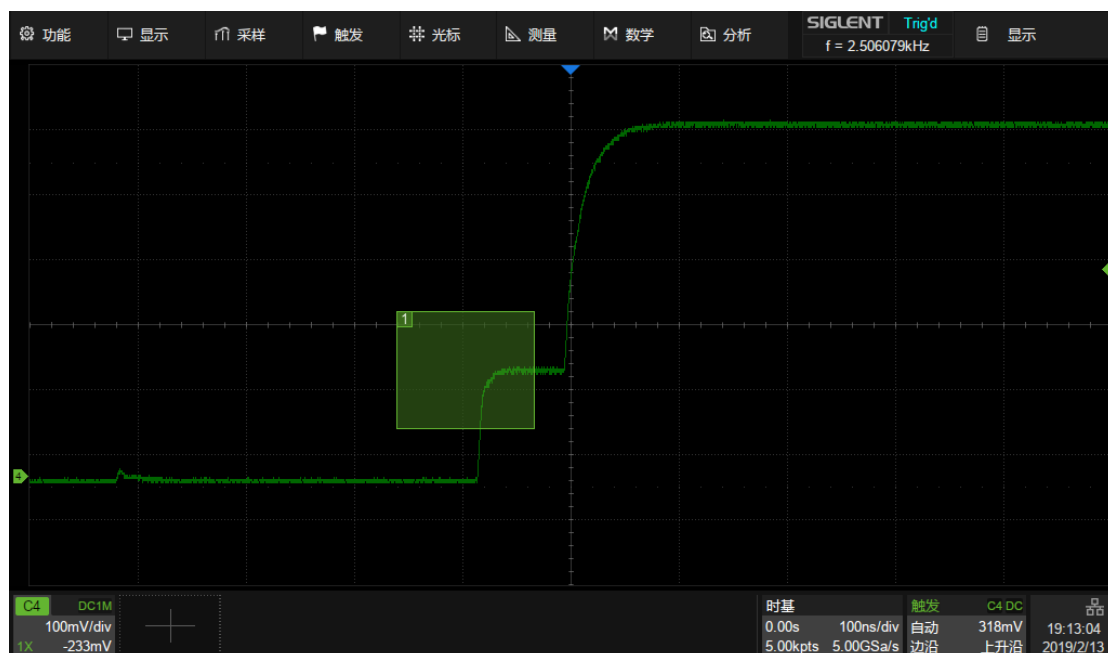 功能 显示 采样 触发 光标 测量 数学 分析 SIGLENT Trig'd 显示
f = 2.506079kHz
1
4
C4 DC1M 时基 触发 C4 DC
100mV/div 0.00s 100ns/div 自动 318mV 19:13:04
1X -233mV 5.00kpts 5.00GSa/s 边沿 上升沿 2019/2/13